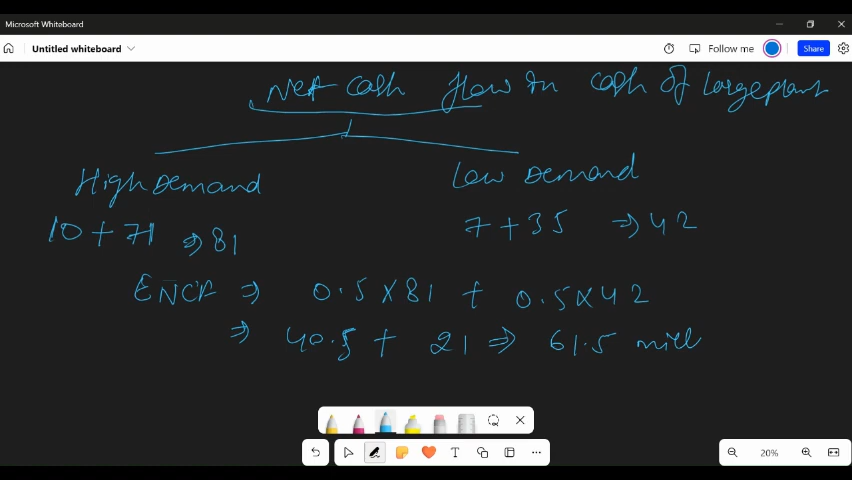 Microsoft Whiteboard
Untitled whiteboard
Follow me
Share
Net cash flow In cash of large plant
High Demand
Low Demand
10 + 71 ⇒ 81
7 + 35 ⇒ 42
ENCF ⇒ 0.5 × 81 + 0.5 × 42
⇒ 40.5 + 21 ⇒ 61.5 mill
20%